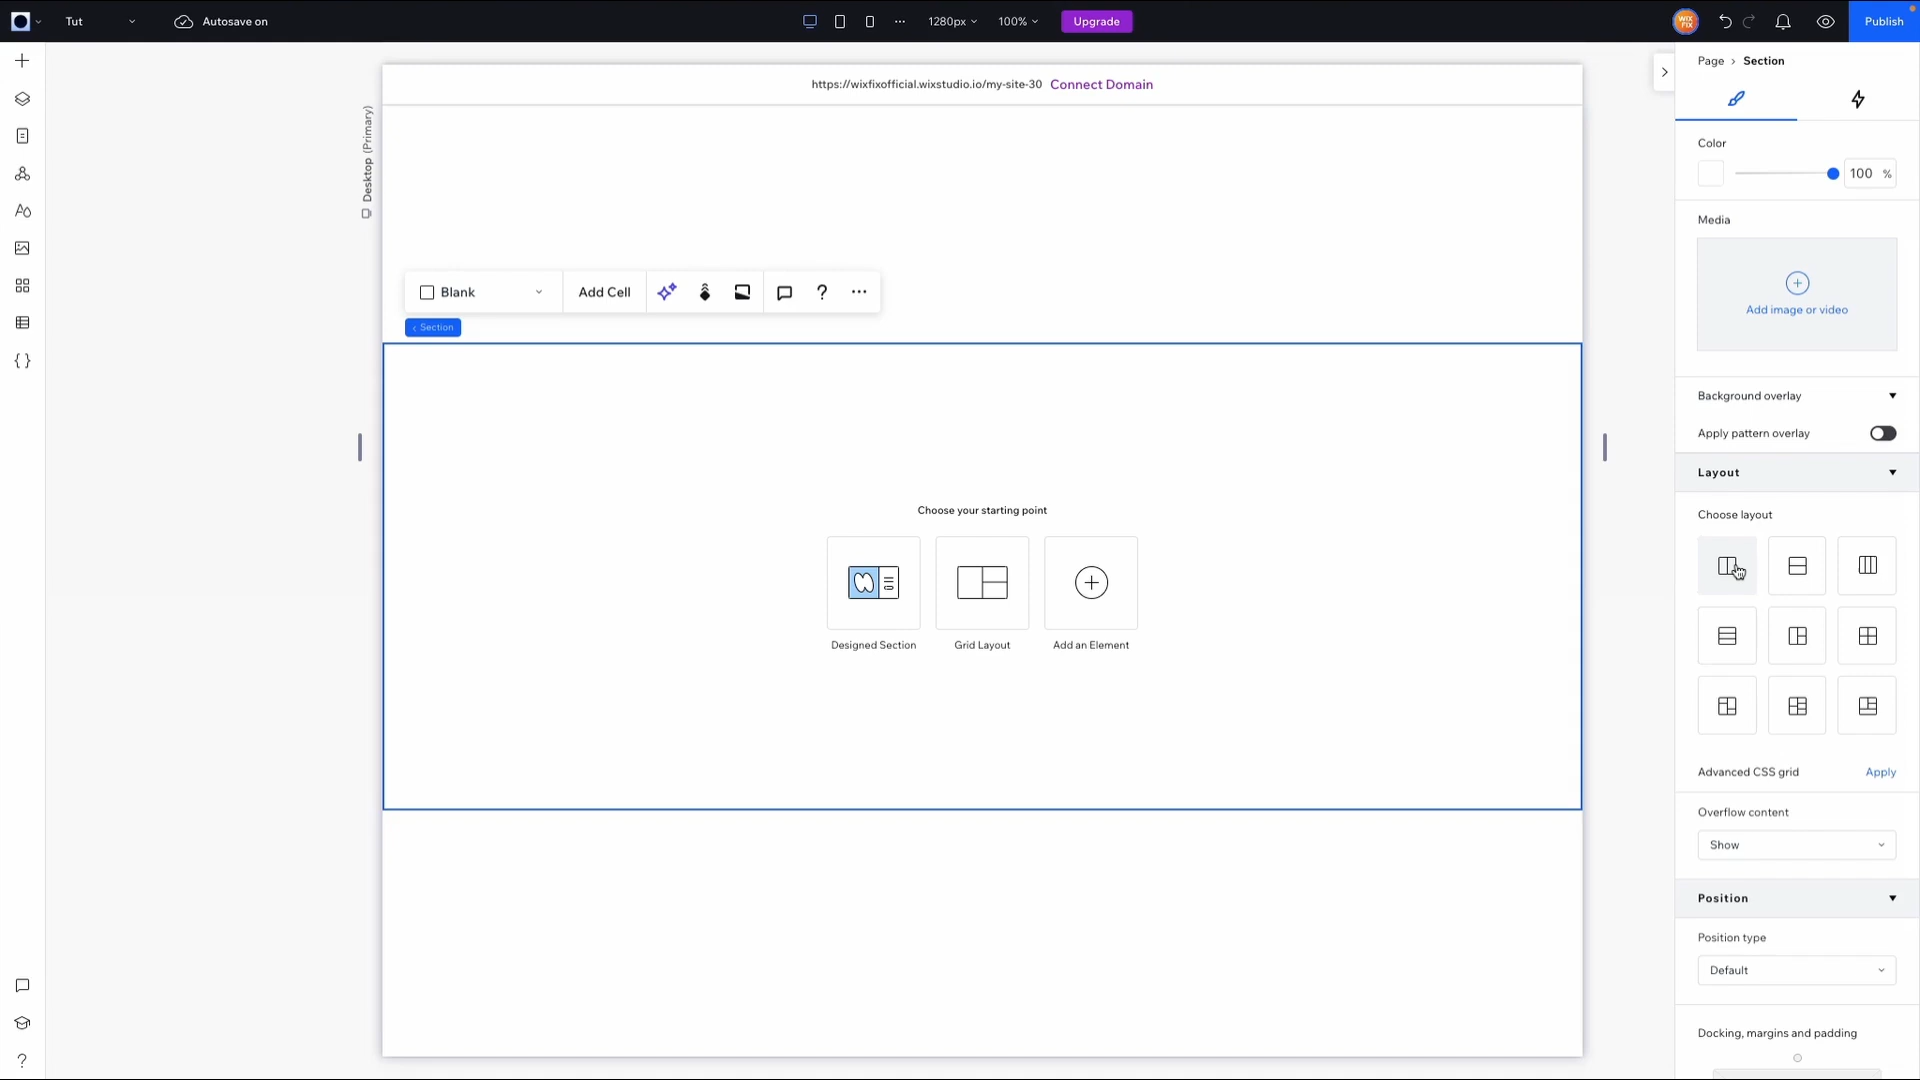 Tut
Autosave on
1280px
100%
Upgrade
WIX
FIX
Publish
https://wixfixofficial.wixstudio.io/my-site-30 Connect Domain
Desktop (Primary)
Blank
Add Cell
?
Section
Choose your starting point
Designed Section
Grid Layout
Add an Element
Page › Section
Color
100 %
Media
Add image or video
Background overlay
Apply pattern overlay
Layout
Choose layout
Advanced CSS grid
Apply
Overflow content
Show
Position
Position type
Default
Docking, margins and padding
?